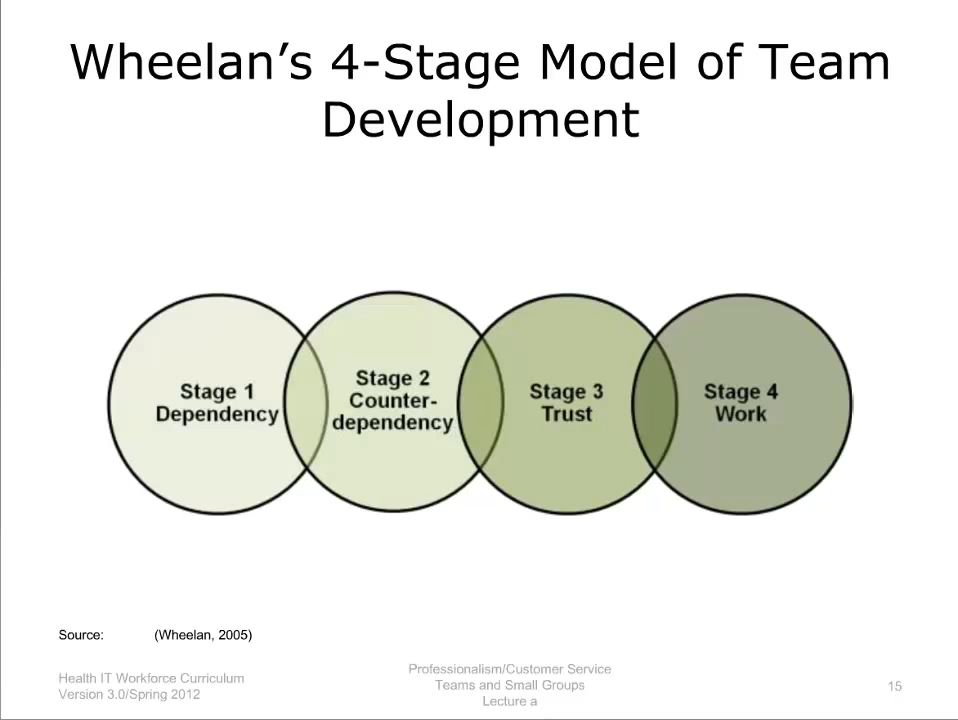 Wheelan’s 4-Stage Model of Team
Development
Stage 1
Dependency
Stage 2
Counter-
dependency
Stage 3
Trust
Stage 4
Work
Source: (Wheelan, 2005)
Health IT Workforce Curriculum
Version 3.0/Spring 2012
Professionalism/Customer Service
Teams and Small Groups
Lecture a
15